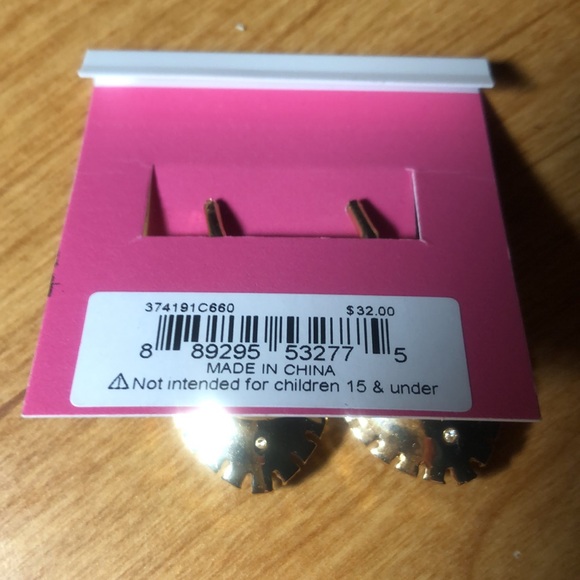 374191C660 $32.00
8 89295 53277 5
MADE IN CHINA
⚠ Not intended for children 15 & under